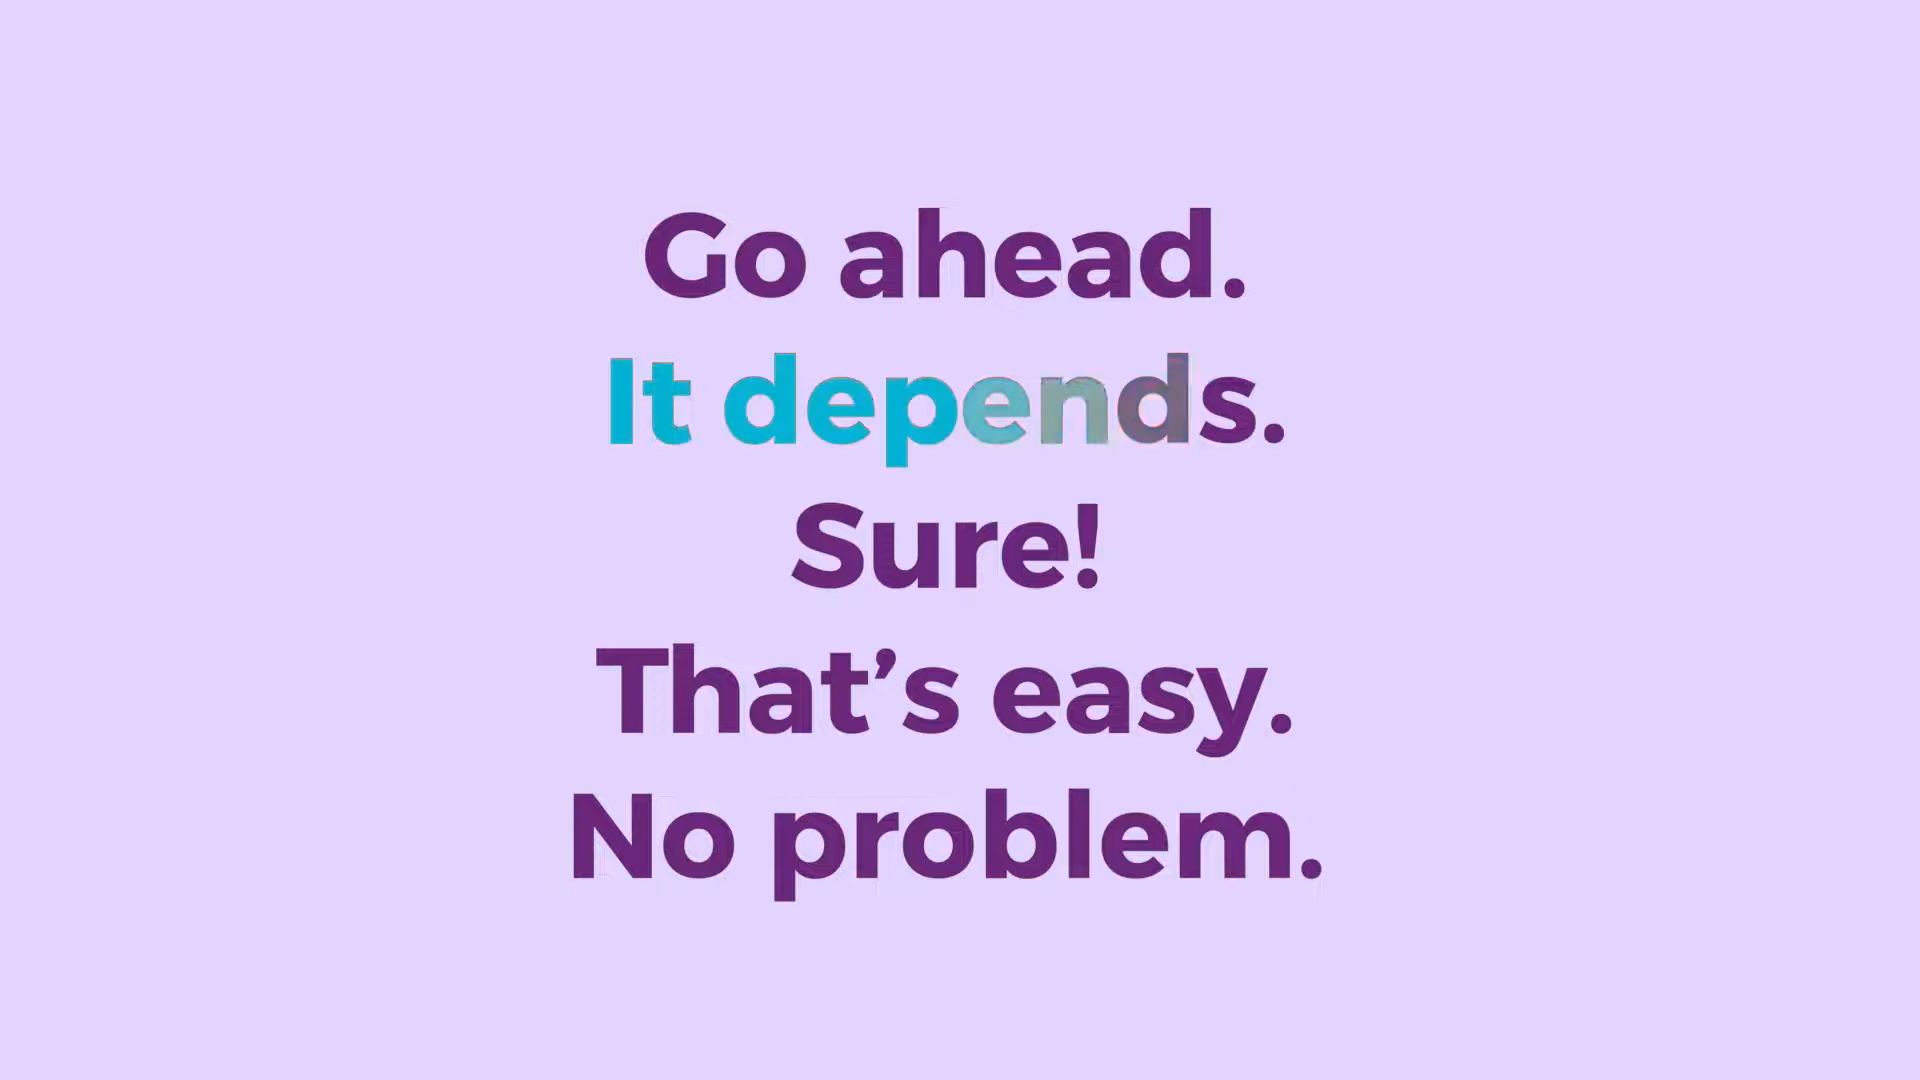 Go ahead.
It depends.
Sure!
That’s easy.
No problem.